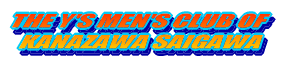 THE Y'S MEN'S CLUB OF
KANAZAWA SAIGAWA